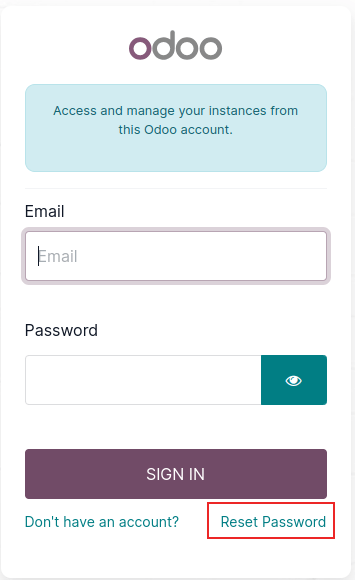 odoo
Access and manage your instances from
this Odoo account.
Email
Email
Password
SIGN IN
Don't have an account?
Reset Password